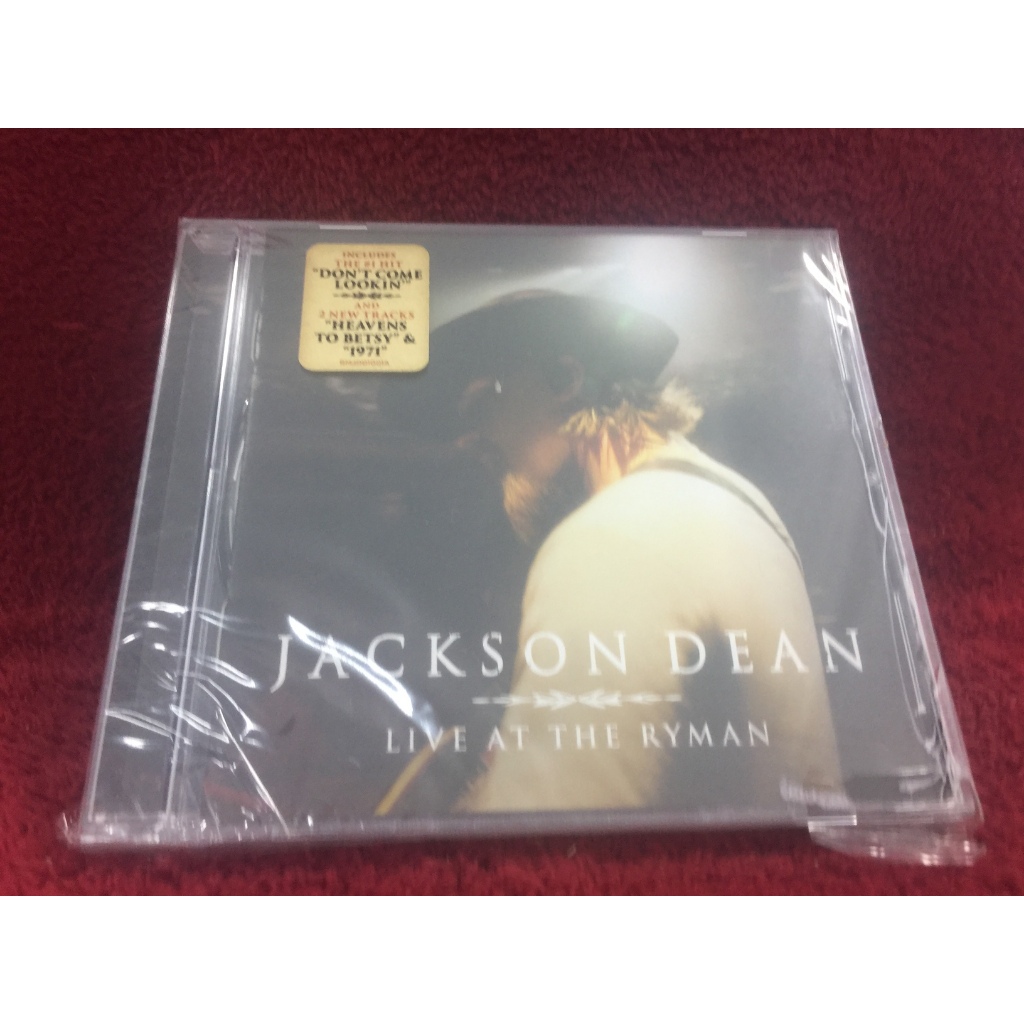 INCLUDES
THE #1 HIT
"DON'T COME
LOOKIN'"
AND
2 NEW TRACKS
"HEAVENS
TO BETSY" &
"1971"
JACKSON DEAN
LIVE AT THE RYMAN